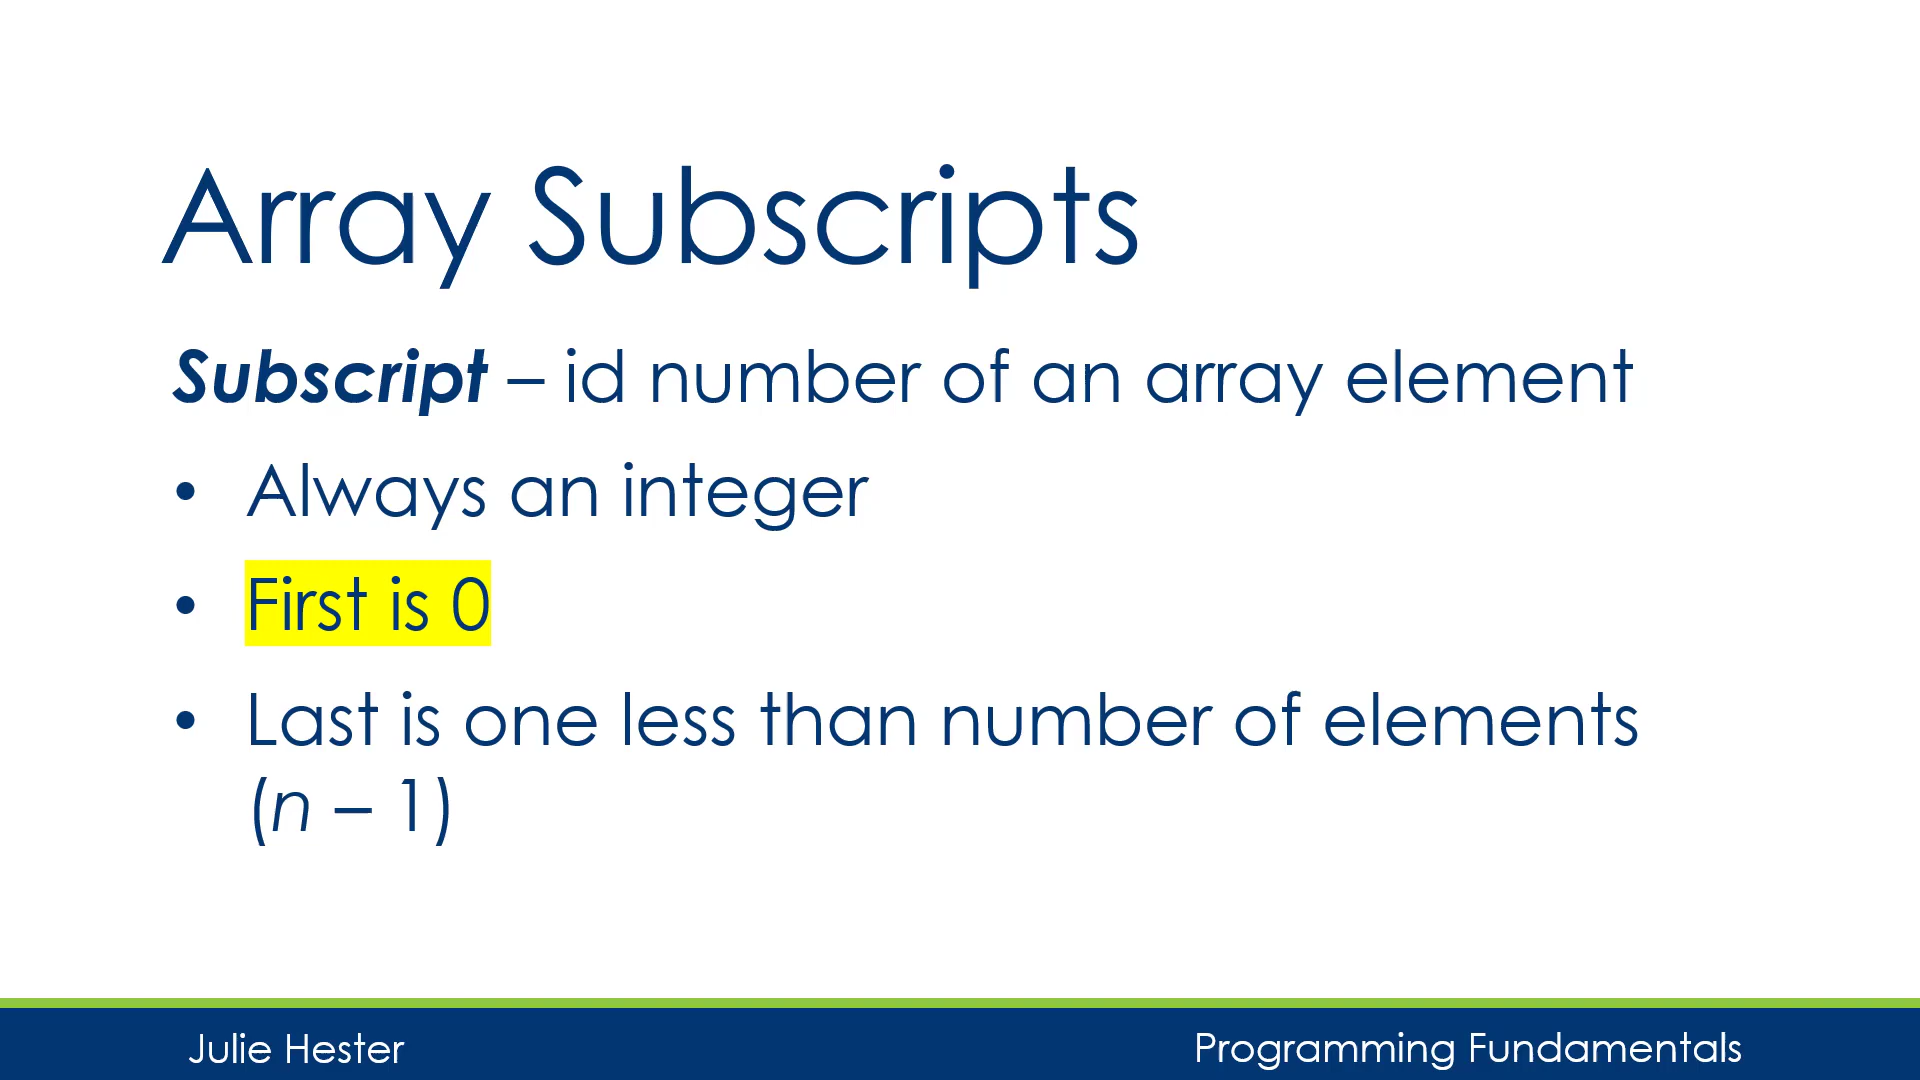 Array Subscripts
Subscript – id number of an array element
• Always an integer
• First is 0
• Last is one less than number of elements
(n – 1)
Julie Hester
Programming Fundamentals